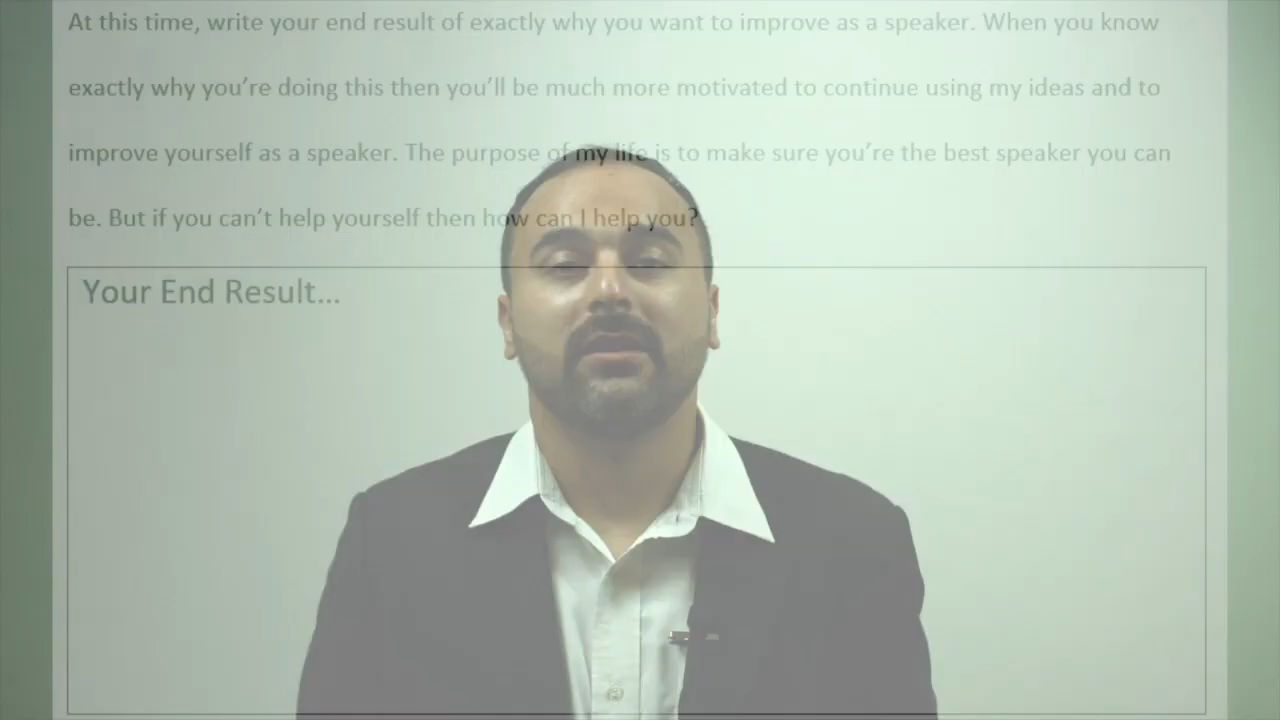 At this time, write your end result of exactly why you want to improve as a speaker. When you know
exactly why you’re doing this then you’ll be much more motivated to continue using my ideas and to
improve yourself as a speaker. The purpose of my life is to make sure you’re the best speaker you can
be. But if you can’t help yourself then how can I help you?
Your End Result...